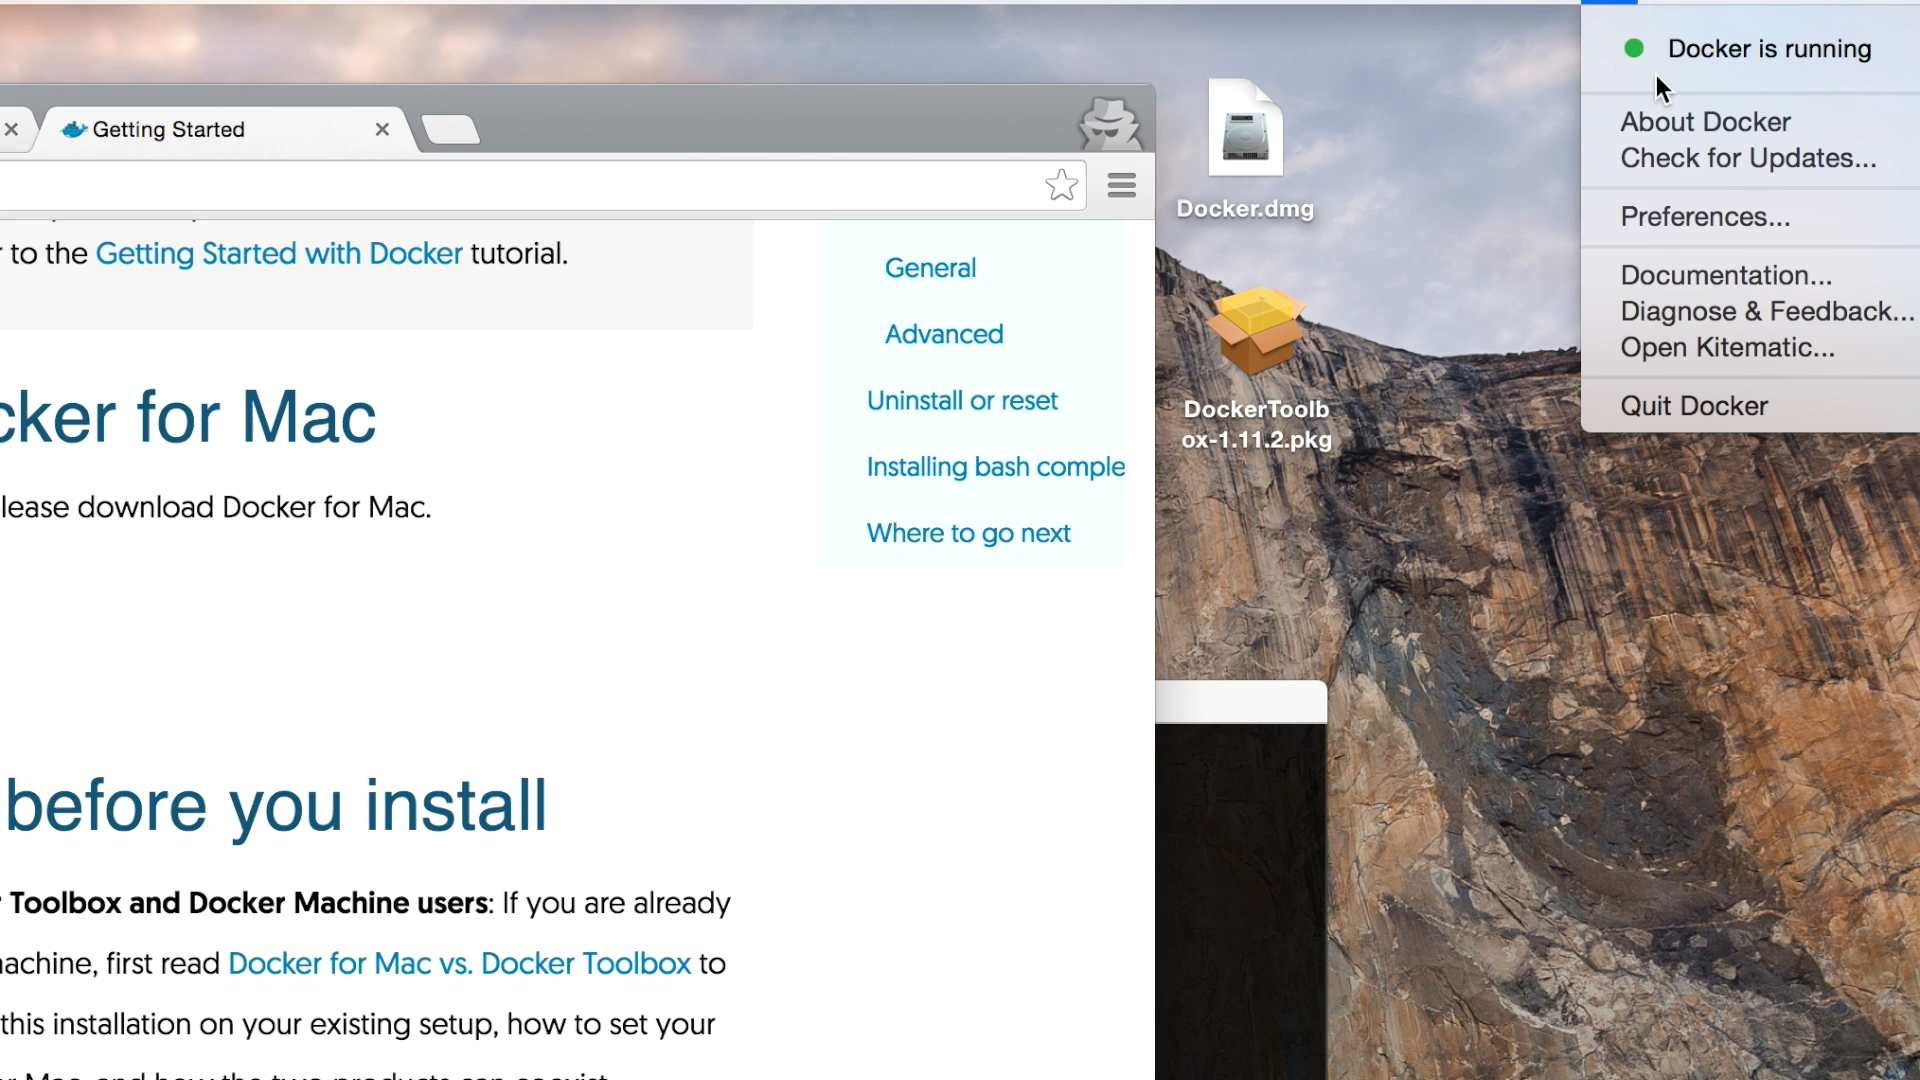 Getting Started
to the Getting Started with Docker tutorial.
cker for Mac
lease download Docker for Mac.
before you install
Toolbox and Docker Machine users: If you are already
achine, first read Docker for Mac vs. Docker Toolbox to
this installation on your existing setup, how to set your
General
Advanced
Uninstall or reset
Installing bash comple
Where to go next
Docker.dmg
DockerToolb
ox-1.11.2.pkg
Docker is running
About Docker
Check for Updates...
Preferences...
Documentation...
Diagnose & Feedback...
Open Kitematic...
Quit Docker